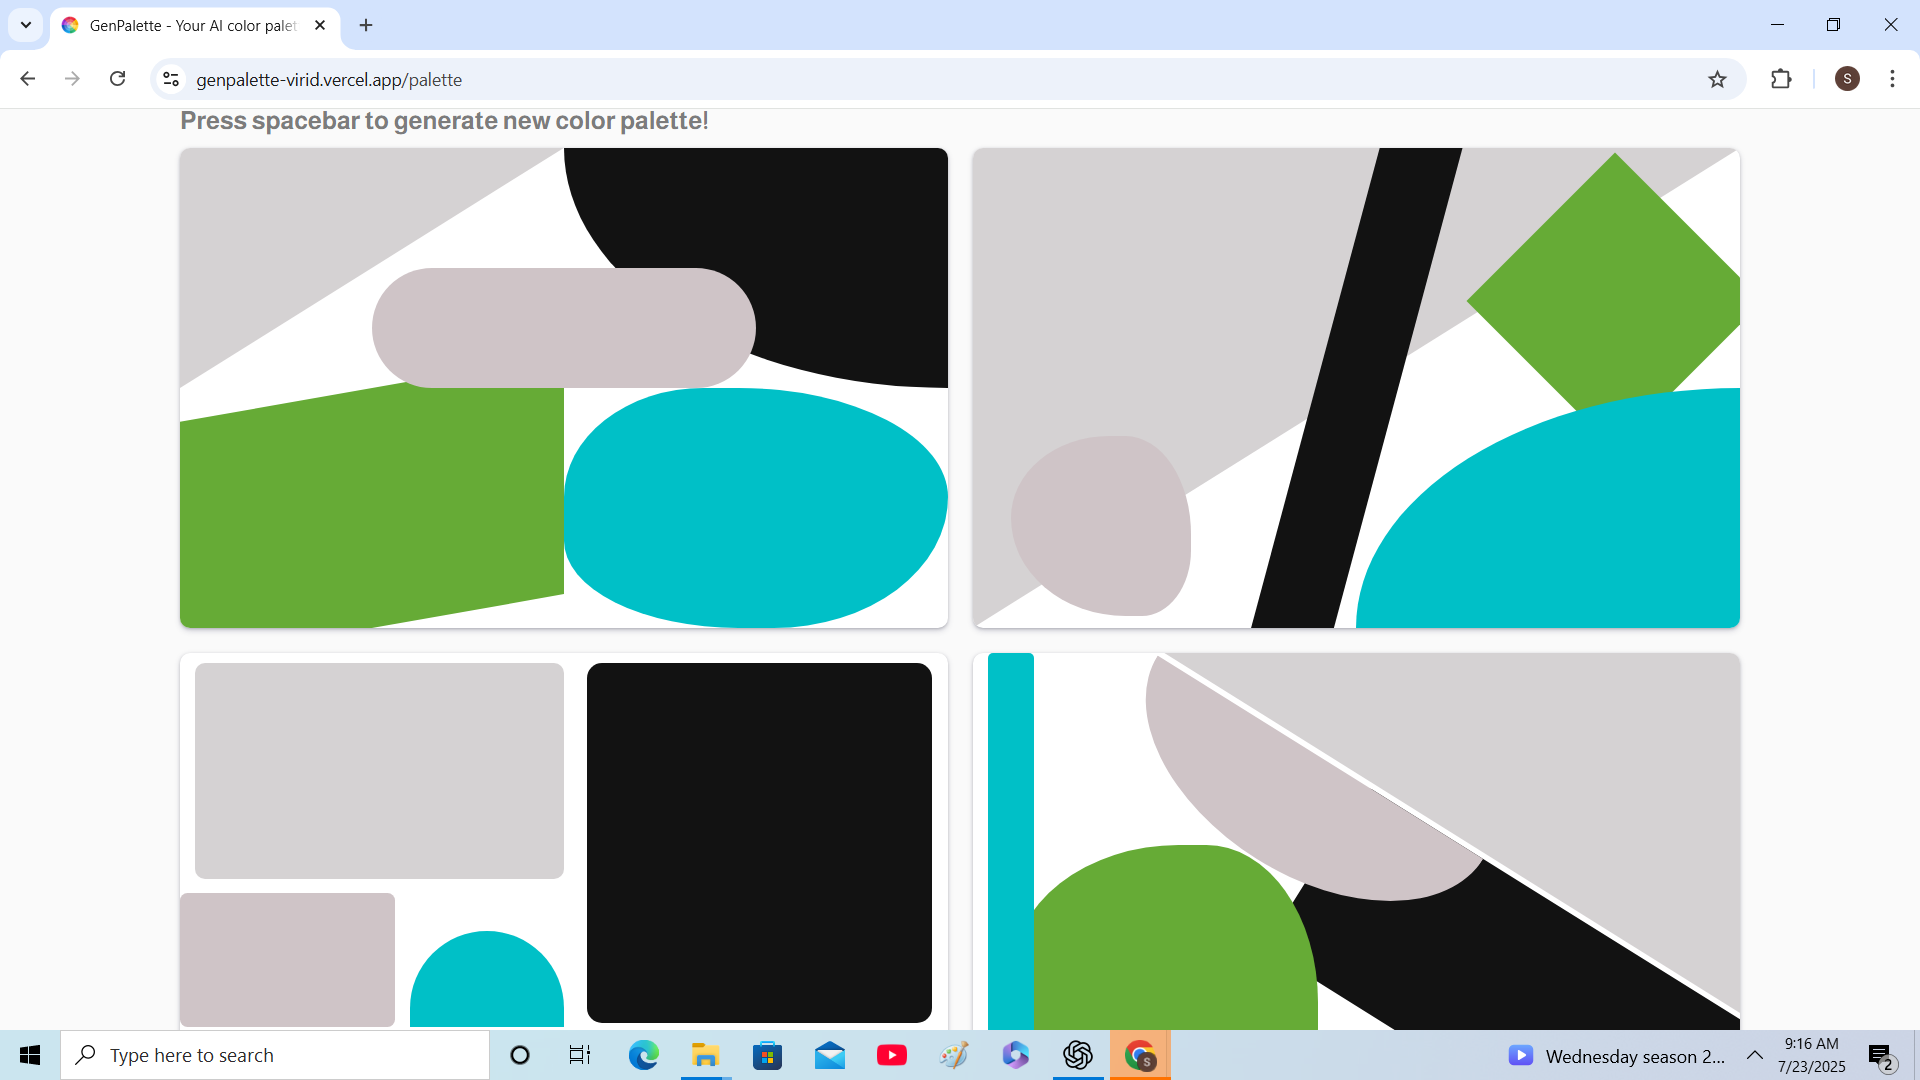 GenPalette - Your AI color palet
genpalette-virid.vercel.app/palette
S
Press spacebar to generate new color palette!
Type here to search
S
Wednesday season 2...
9:16 AM
7/23/2025
2